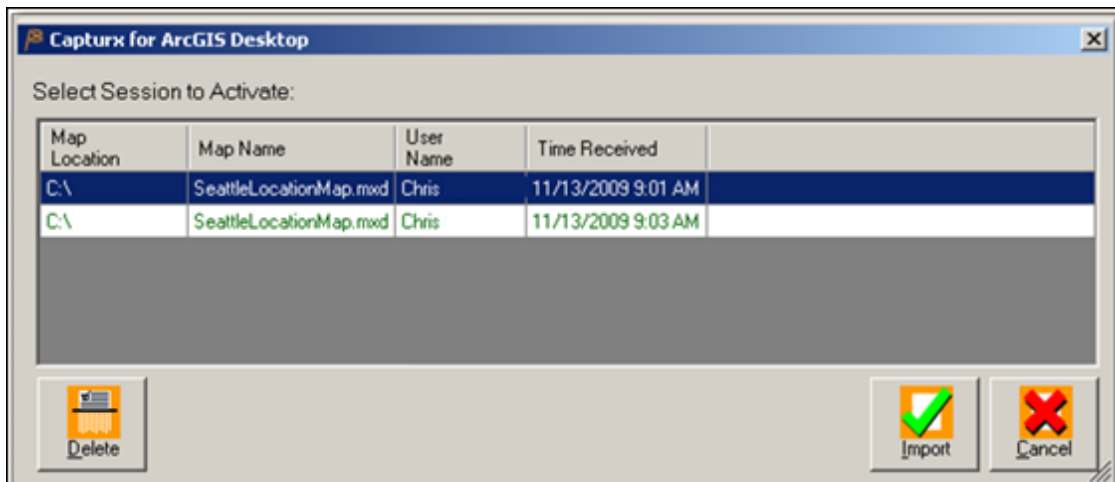 Capturx for ArcGIS Desktop
Select Session to Activate:
Map Location Map Name User Name Time Received
C:\ SeattleLocationMap.mxd Chris 11/13/2009 9:01 AM
C:\ SeattleLocationMap.mxd Chris 11/13/2009 9:03 AM
Delete Import Cancel